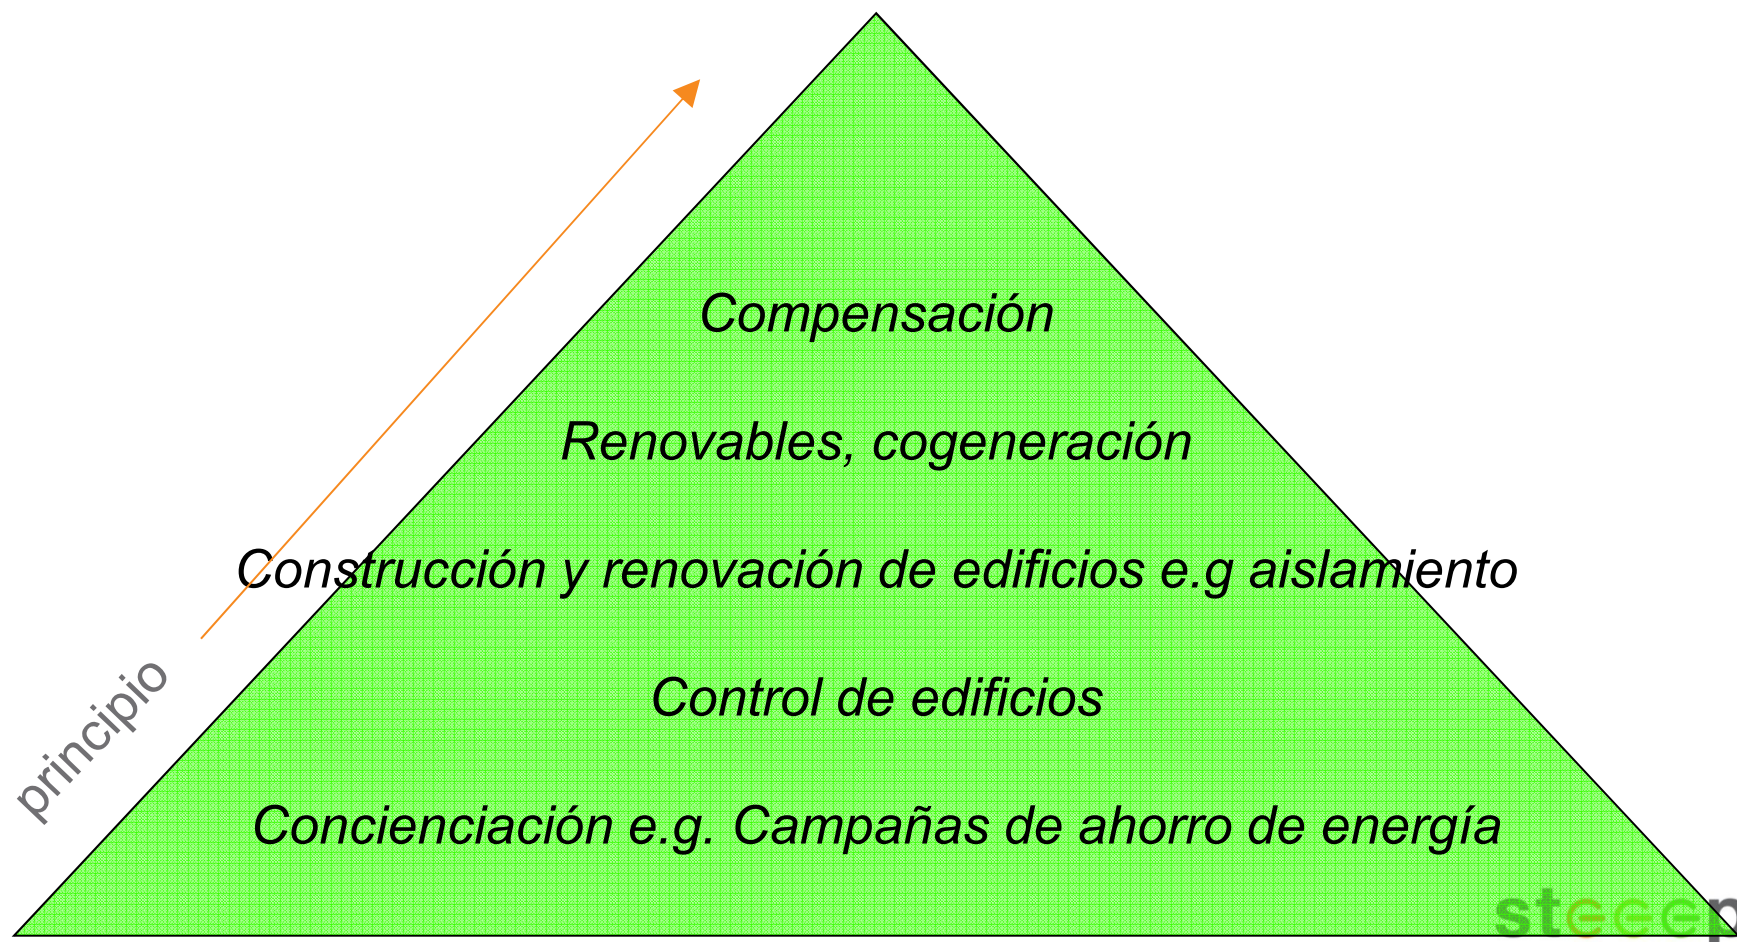 Compensación
Renovables, cogeneración
Construcción y renovación de edificios e.g aislamiento
principio
Control de edificios
Concienciación e.g. Campañas de ahorro de energía
steeep